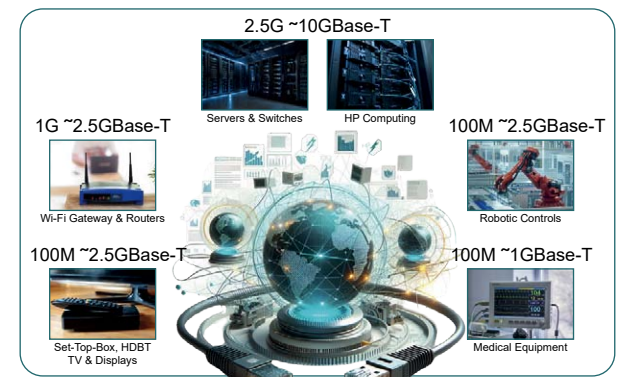 2.5G ~10GBase-T
Servers & Switches
HP Computing
1G ~2.5GBase-T
Wi-Fi Gateway & Routers
100M ~2.5GBase-T
Robotic Controls
100M ~2.5GBase-T
Set-Top-Box, HDBT
TV & Displays
100M ~1GBase-T
Medical Equipment